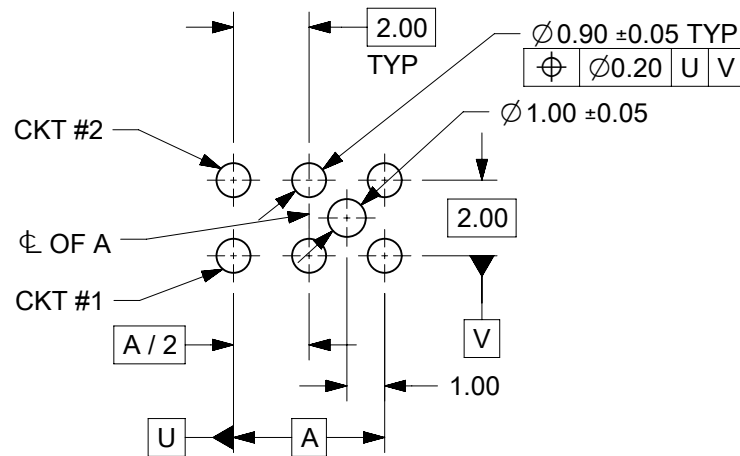 2.00
TYP
∅0.90 ±0.05 TYP
⌖ ∅0.20 U V
∅1.00 ±0.05
CKT #2
2.00
℄ OF A
CKT #1
A / 2
V
1.00
U
A